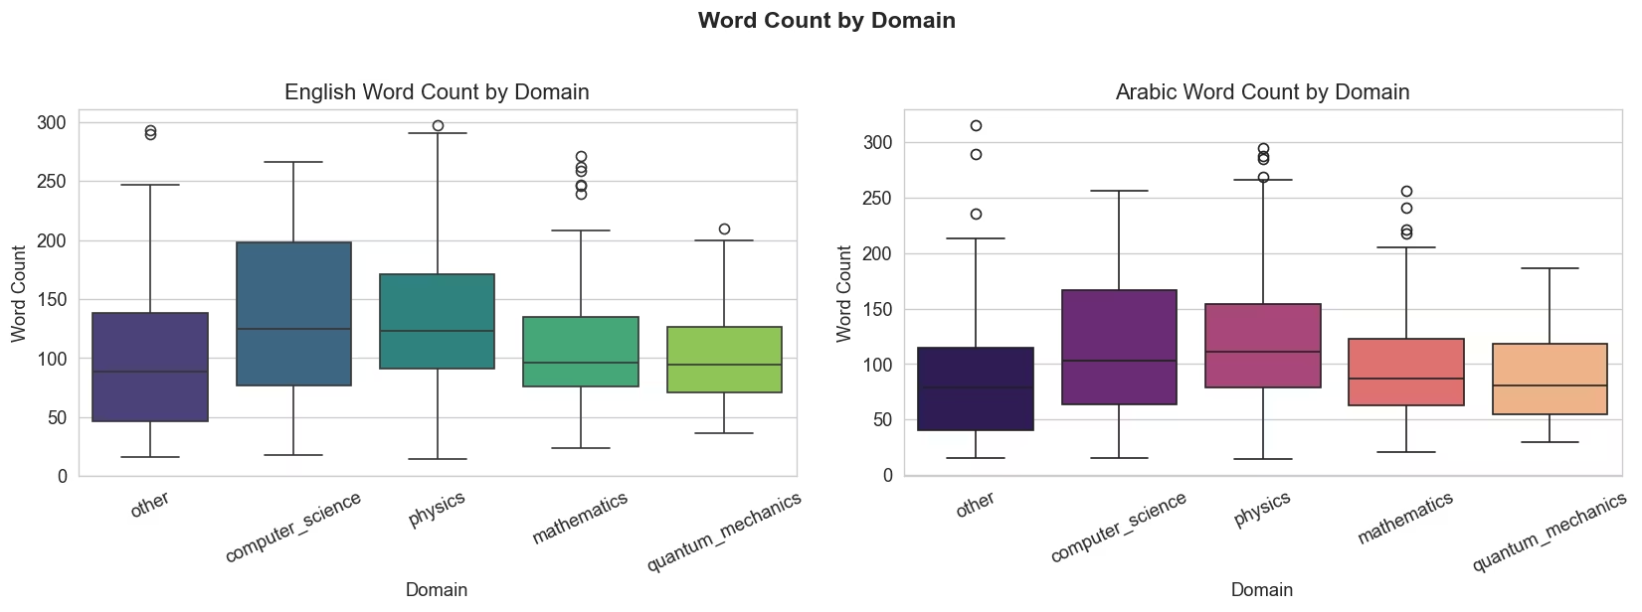 Word Count by Domain
English Word Count by Domain
300
250
200
150
100
50
0
Word Count
other
computer_science
physics
mathematics
quantum_mechanics
Domain
Arabic Word Count by Domain
300
250
200
150
100
50
0
Word Count
other
computer_science
physics
mathematics
quantum_mechanics
Domain